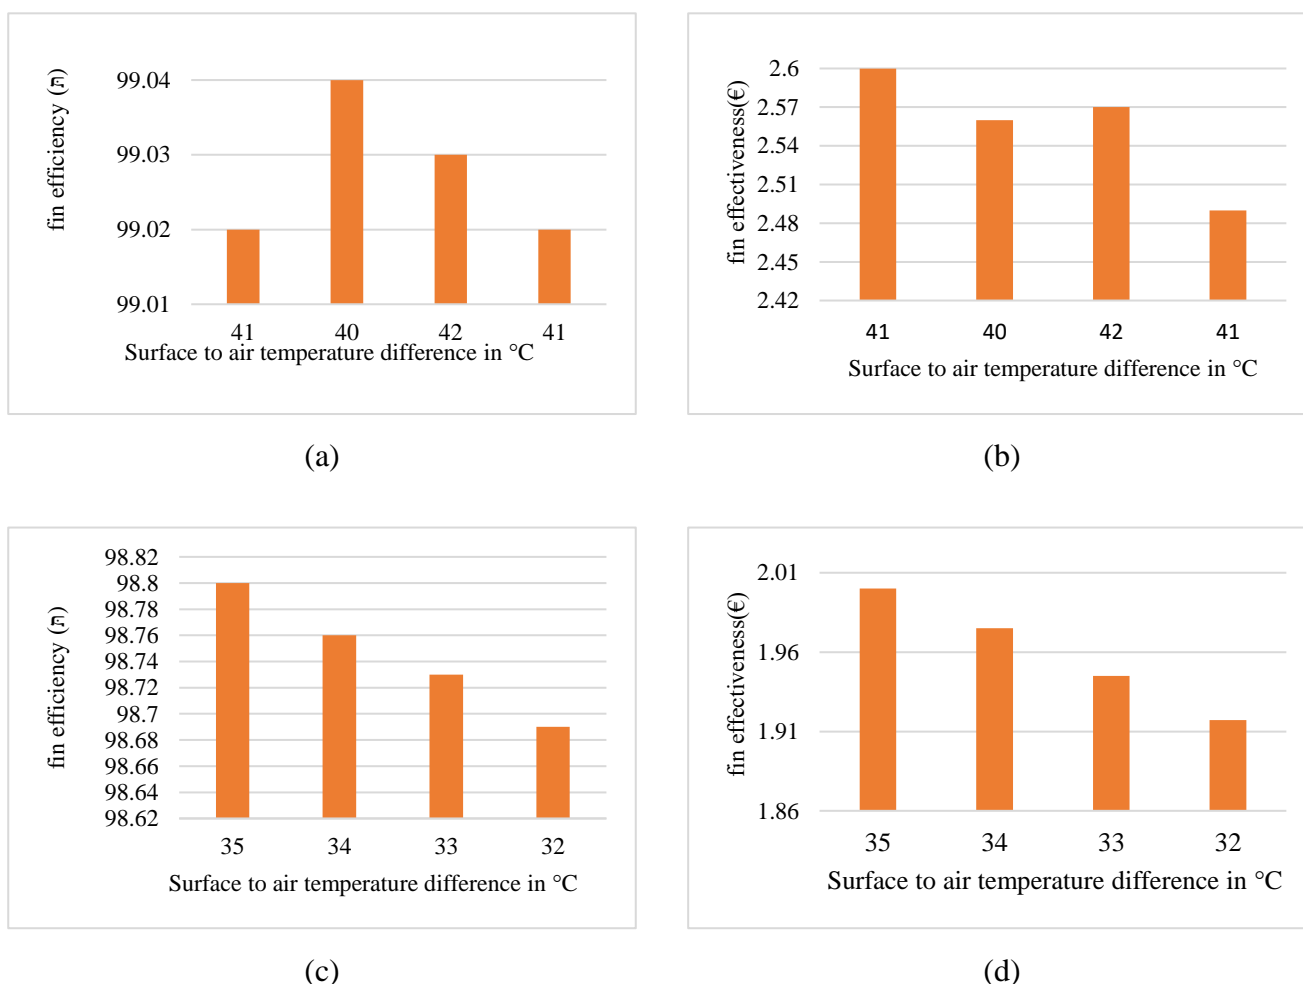 fin efficiency (ก)
99.04
99.03
99.02
99.01
41 40 42 41
Surface to air temperature difference in °C
(a)
fin effectiveness(€)
2.6
2.57
2.54
2.51
2.48
2.45
2.42
41 40 42 41
Surface to air temperature difference in °C
(b)
fin efficiency (ก)
98.82
98.8
98.78
98.76
98.74
98.72
98.7
98.68
98.66
98.64
98.62
35 34 33 32
Surface to air temperature difference in °C
(c)
fin effectiveness(€)
2.01
1.96
1.91
1.86
35 34 33 32
Surface to air temperature difference in °C
(d)